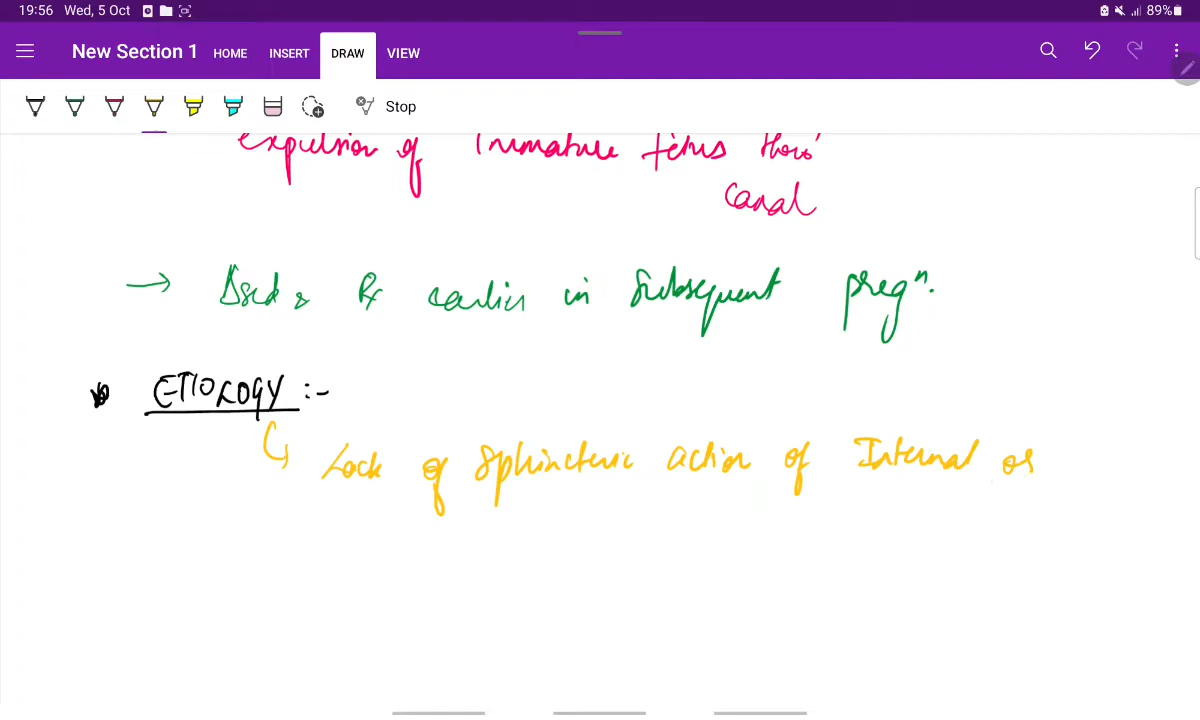 19:56 Wed, 5 Oct 89%
New Section 1 HOME INSERT DRAW VIEW
Stop
expulsion of Immature fetus thro'
canal
→ & Rx earlier in subsequent pregⁿ.
ETIOLOGY :-
Lack of sphincteric action of Internal os